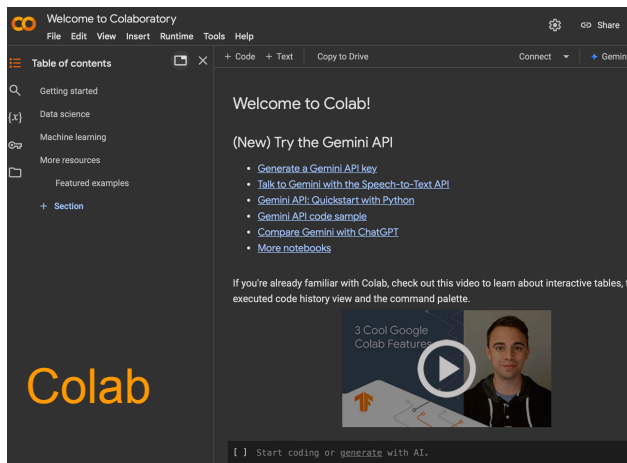 Welcome to Colaboratory
File Edit View Insert Runtime Tools Help
Share
Table of contents
+ Code + Text Copy to Drive
Connect
Gemin
Getting started
Data science
Machine learning
More resources
Featured examples
+ Section
Welcome to Colab!
(New) Try the Gemini API
Generate a Gemini API key
Talk to Gemini with the Speech-to-Text API
Gemini API: Quickstart with Python
Gemini API code sample
Compare Gemini with ChatGPT
More notebooks
If you're already familiar with Colab, check out this video to learn about interactive tables,
executed code history view and the command palette.
3 Cool Google
Colab Features
Colab
[ ] Start coding or generate with AI.